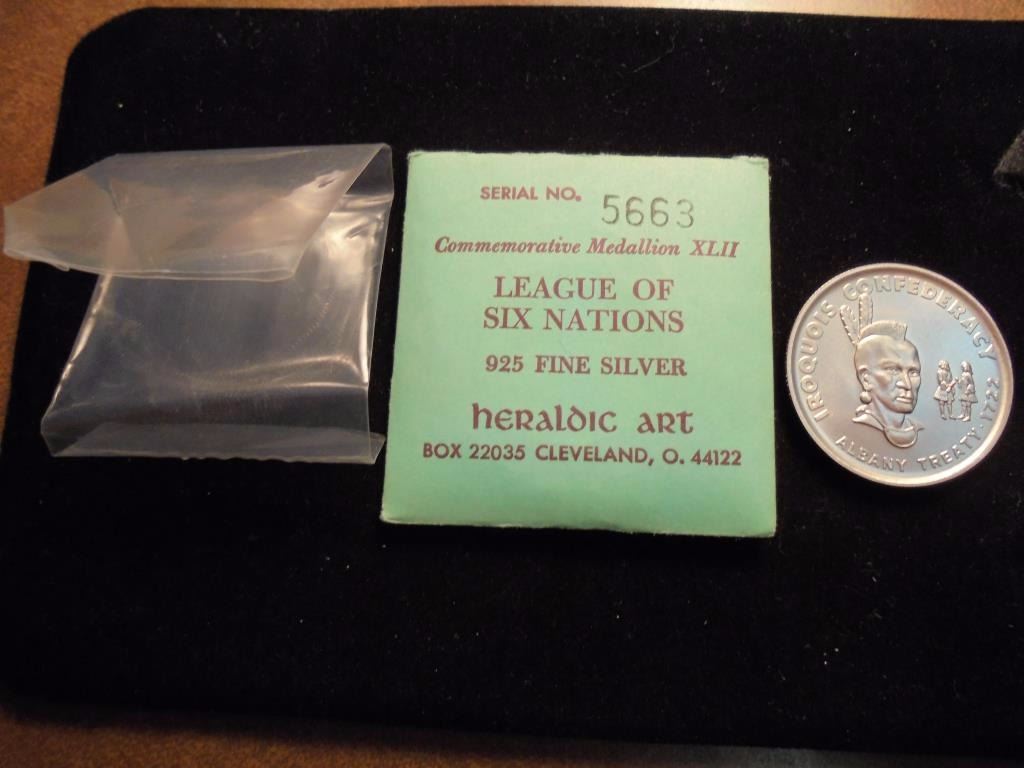 SERIAL NO. 5663
Commemorative Medallion XLII
LEAGUE OF
SIX NATIONS
925 FINE SILVER
heraldic art
BOX 22035 CLEVELAND, O. 44122
IROQUOIS CONFEDERACY
ALBANY TREATY · 1722